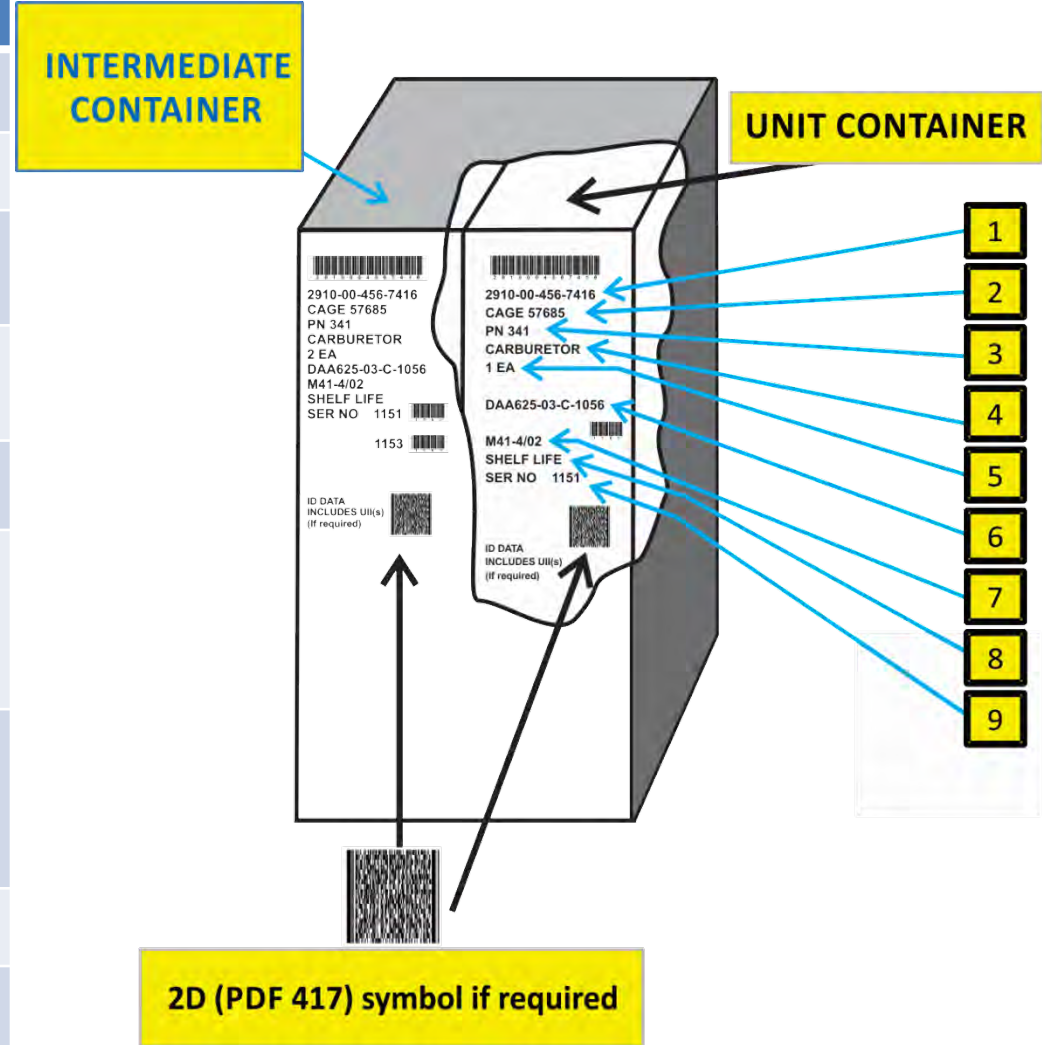 INTERMEDIATE
CONTAINER
UNIT CONTAINER
2910-00-456-7416
CAGE 57685
PN 341
CARBURETOR
2 EA
DAA625-03-C-1056
M41-4/02
SHELF LIFE
SER NO 1151
1153
ID DATA
INCLUDES UII(s)
(If required)
2910-00-456-7416
CAGE 57685
PN 341
CARBURETOR
1 EA
DAA625-03-C-1056
M41-4/02
SHELF LIFE
SER NO 1151
ID DATA
INCLUDES UII(s)
(If required)
1
2
3
4
5
6
7
8
9
2D (PDF 417) symbol if required